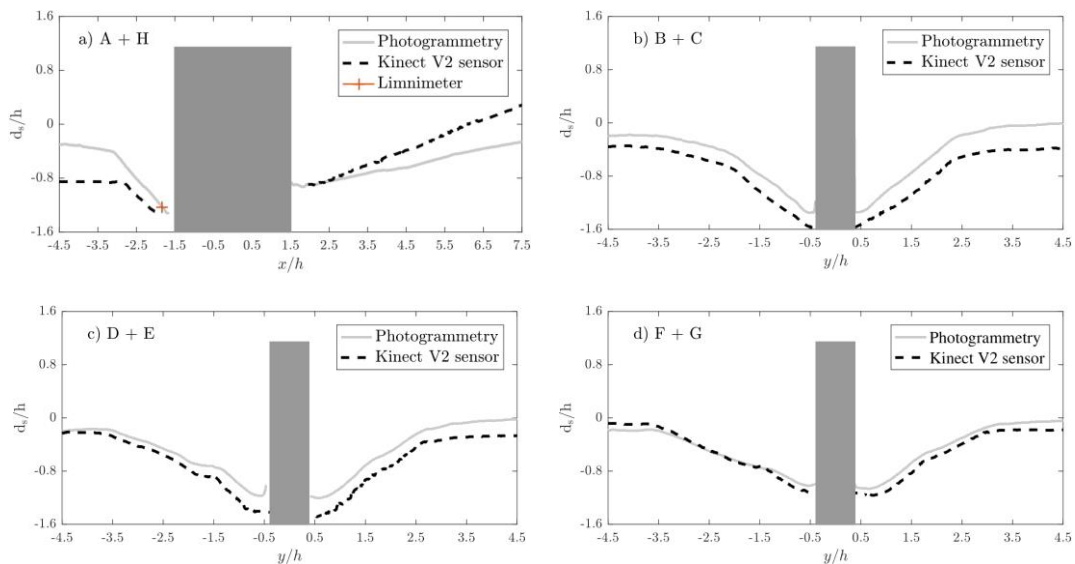 a) A + H
Photogrammetry
Kinect V2 sensor
Limnimeter
1.6
0.8
0
-0.8
-1.6
d_s/h
-4.5 -3.5 -2.5 -1.5 -0.5 0.5 1.5 2.5 3.5 4.5 5.5 6.5 7.5
x/h
b) B + C
Photogrammetry
Kinect V2 sensor
1.6
0.8
0
-0.8
-1.6
d_s/h
-4.5 -3.5 -2.5 -1.5 -0.5 0.5 1.5 2.5 3.5 4.5
y/h
c) D + E
Photogrammetry
Kinect V2 sensor
1.6
0.8
0
-0.8
-1.6
d_s/h
-4.5 -3.5 -2.5 -1.5 -0.5 0.5 1.5 2.5 3.5 4.5
y/h
d) F + G
Photogrammetry
Kinect V2 sensor
1.6
0.8
0
-0.8
-1.6
d_s/h
-4.5 -3.5 -2.5 -1.5 -0.5 0.5 1.5 2.5 3.5 4.5
y/h